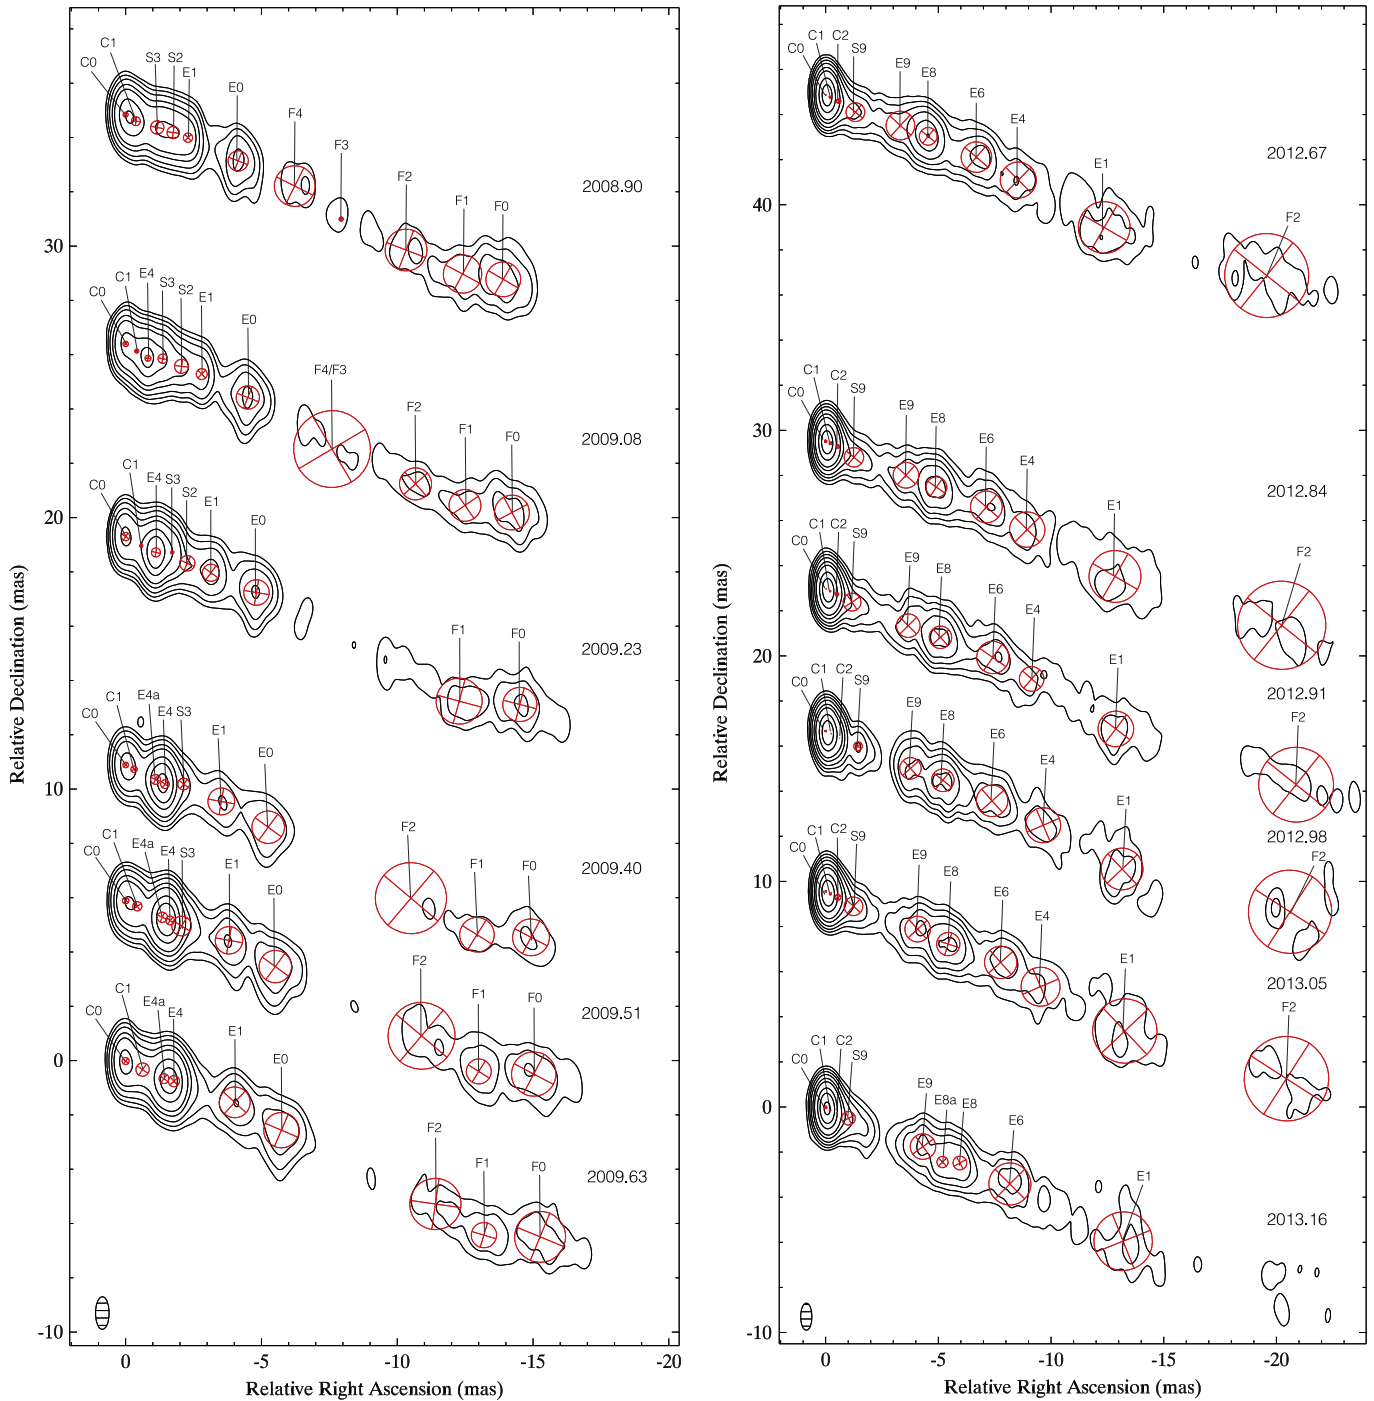 C1
C0
S3
S2
E1
E0
F4
F3
F2
F1
F0
2008.90
30
C0
C1
E4
S3
S2
E1
E0
F4/F3
F2
F1
F0
2009.08
20
C0
C1
E4
S3
S2
E1
E0
F1
F0
2009.23
10
C0
C1
E4a
E4
S3
E1
E0
F2
F1
F0
2009.40
C0
C1
E4a
E4
S3
E1
E0
F2
F1
F0
2009.51
0
C0
C1
E4a
E4
E1
E0
F2
F1
F0
2009.63
-10
0
-5
-10
-15
-20
Relative Right Ascension (mas)
Relative Declination (mas)
C0
C1
C2
S9
E9
E8
E6
E4
E1
F2
2012.67
40
C0
C1
C2
S9
E9
E8
E6
E4
E1
F2
2012.84
30
C0
C1
C2
S9
E9
E8
E6
E4
E1
F2
2012.91
20
C0
C1
C2
S9
E9
E8
E6
E4
E1
F2
2012.98
10
C0
C1
C2
S9
E9
E8
E6
E4
E1
F2
2013.05
0
C0
C1
C2
S9
E9
E8a
E8
E6
E1
2013.16
-10
0
-5
-10
-15
-20
Relative Right Ascension (mas)
Relative Declination (mas)